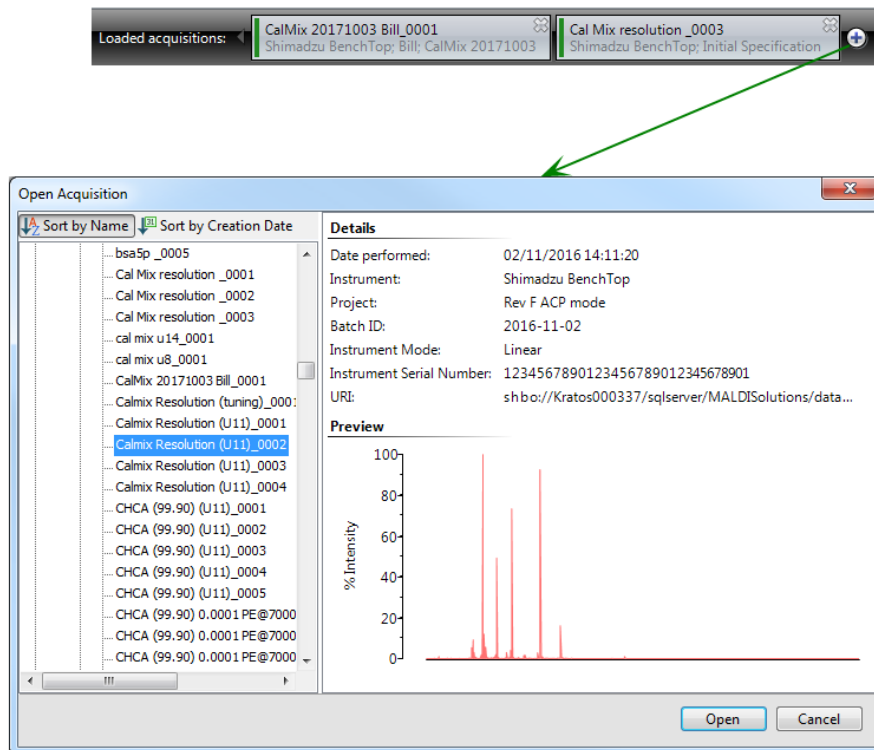 Loaded acquisitions:
CalMix 20171003 Bill_0001
Shimadzu BenchTop; Bill; CalMix 20171003
Cal Mix resolution _0003
Shimadzu BenchTop; Initial Specification
Open Acquisition
Sort by Name
Sort by Creation Date
bsa5p _0005
Cal Mix resolution _0001
Cal Mix resolution _0002
Cal Mix resolution _0003
cal mix u14_0001
cal mix u8_0001
CalMix 20171003 Bill_0001
Calmix Resolution (tuning)_0001
Calmix Resolution (U11)_0001
Calmix Resolution (U11)_0002
Calmix Resolution (U11)_0003
Calmix Resolution (U11)_0004
CHCA (99.90) (U11)_0001
CHCA (99.90) (U11)_0002
CHCA (99.90) (U11)_0003
CHCA (99.90) (U11)_0004
CHCA (99.90) (U11)_0005
CHCA (99.90) 0.0001 PE@7000
CHCA (99.90) 0.0001 PE@7000
CHCA (99.90) 0.0001 PE@7000
Details
Date performed: 02/11/2016 14:11:20
Instrument: Shimadzu BenchTop
Project: Rev F ACP mode
Batch ID: 2016-11-02
Instrument Mode: Linear
Instrument Serial Number: 1234567890123456789012345678901
URI: shbo://Kratos000337/sqlserver/MALDISolutions/data...
Preview
% Intensity
100
80
60
40
20
0
Open
Cancel